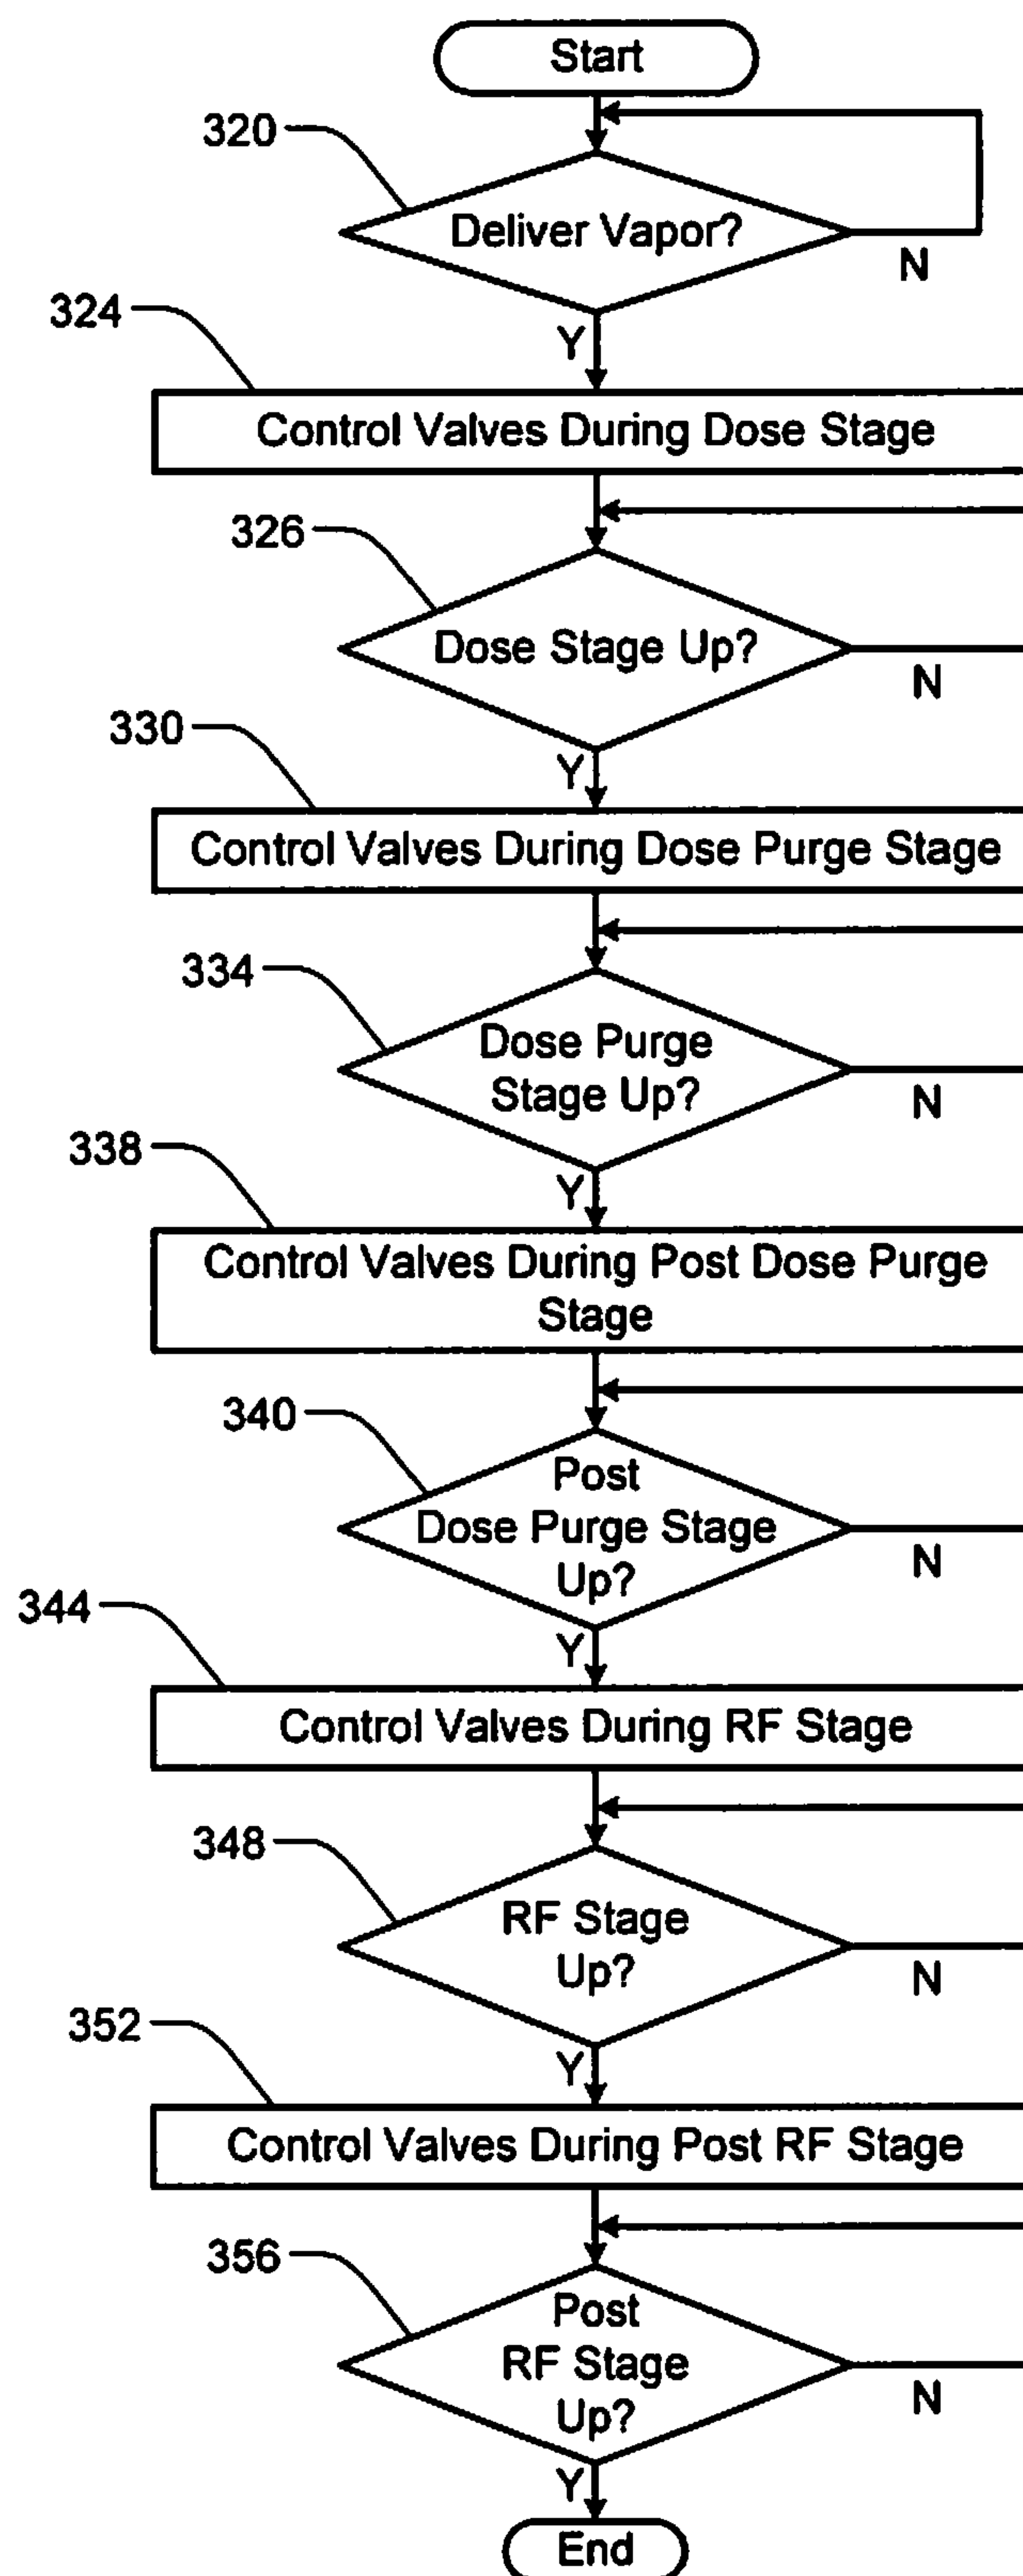 Start
320
Deliver Vapor?
N
324
Y
Control Valves During Dose Stage
326
Dose Stage Up?
N
330
Y
Control Valves During Dose Purge Stage
334
Dose Purge
Stage Up?
N
338
Y
Control Valves During Post Dose Purge
Stage
340
Post
Dose Purge Stage
Up?
N
344
Y
Control Valves During RF Stage
348
RF Stage
Up?
N
352
Y
Control Valves During Post RF Stage
356
Post
RF Stage
Up?
N
Y
End